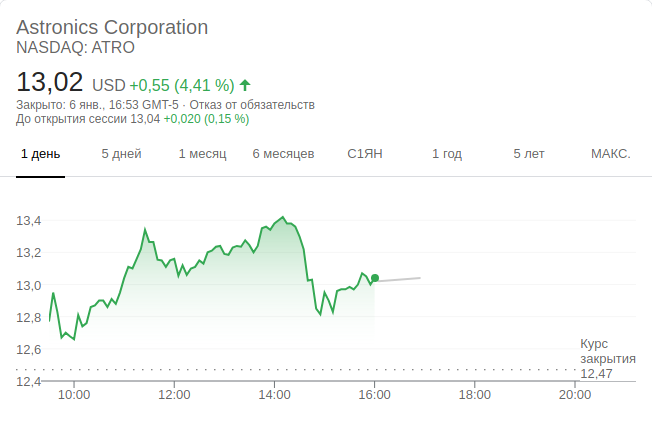 Astronics Corporation
NASDAQ: ATRO
13,02 USD +0,55 (4,41 %)
Закрыто: 6 янв., 16:53 GMT-5 · Отказ от обязательств
До открытия сессии 13,04 +0,020 (0,15 %)
1 день 5 дней 1 месяц 6 месяцев С1ЯН 1 год 5 лет МАКС.
13,4
13,2
13,0
12,8
12,6
12,4
Курс
закрытия
12,47
10:00 12:00 14:00 16:00 18:00 20:00